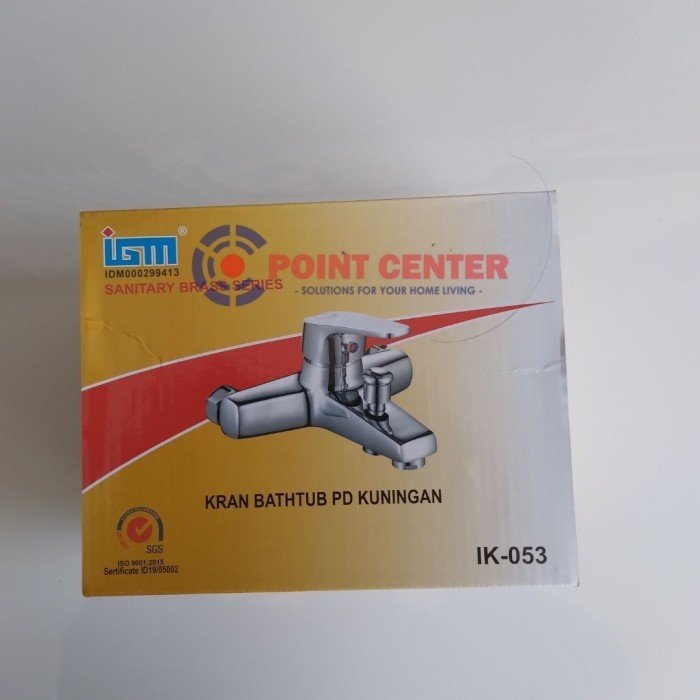 igm®
IDM000299413
SANITARY BRASS SERIES
POINT CENTER
- SOLUTIONS FOR YOUR HOME LIVING -
KRAN BATHTUB PD KUNINGAN
SGS
ISO 9001:2015
Sertificate ID19/05002
IK-053